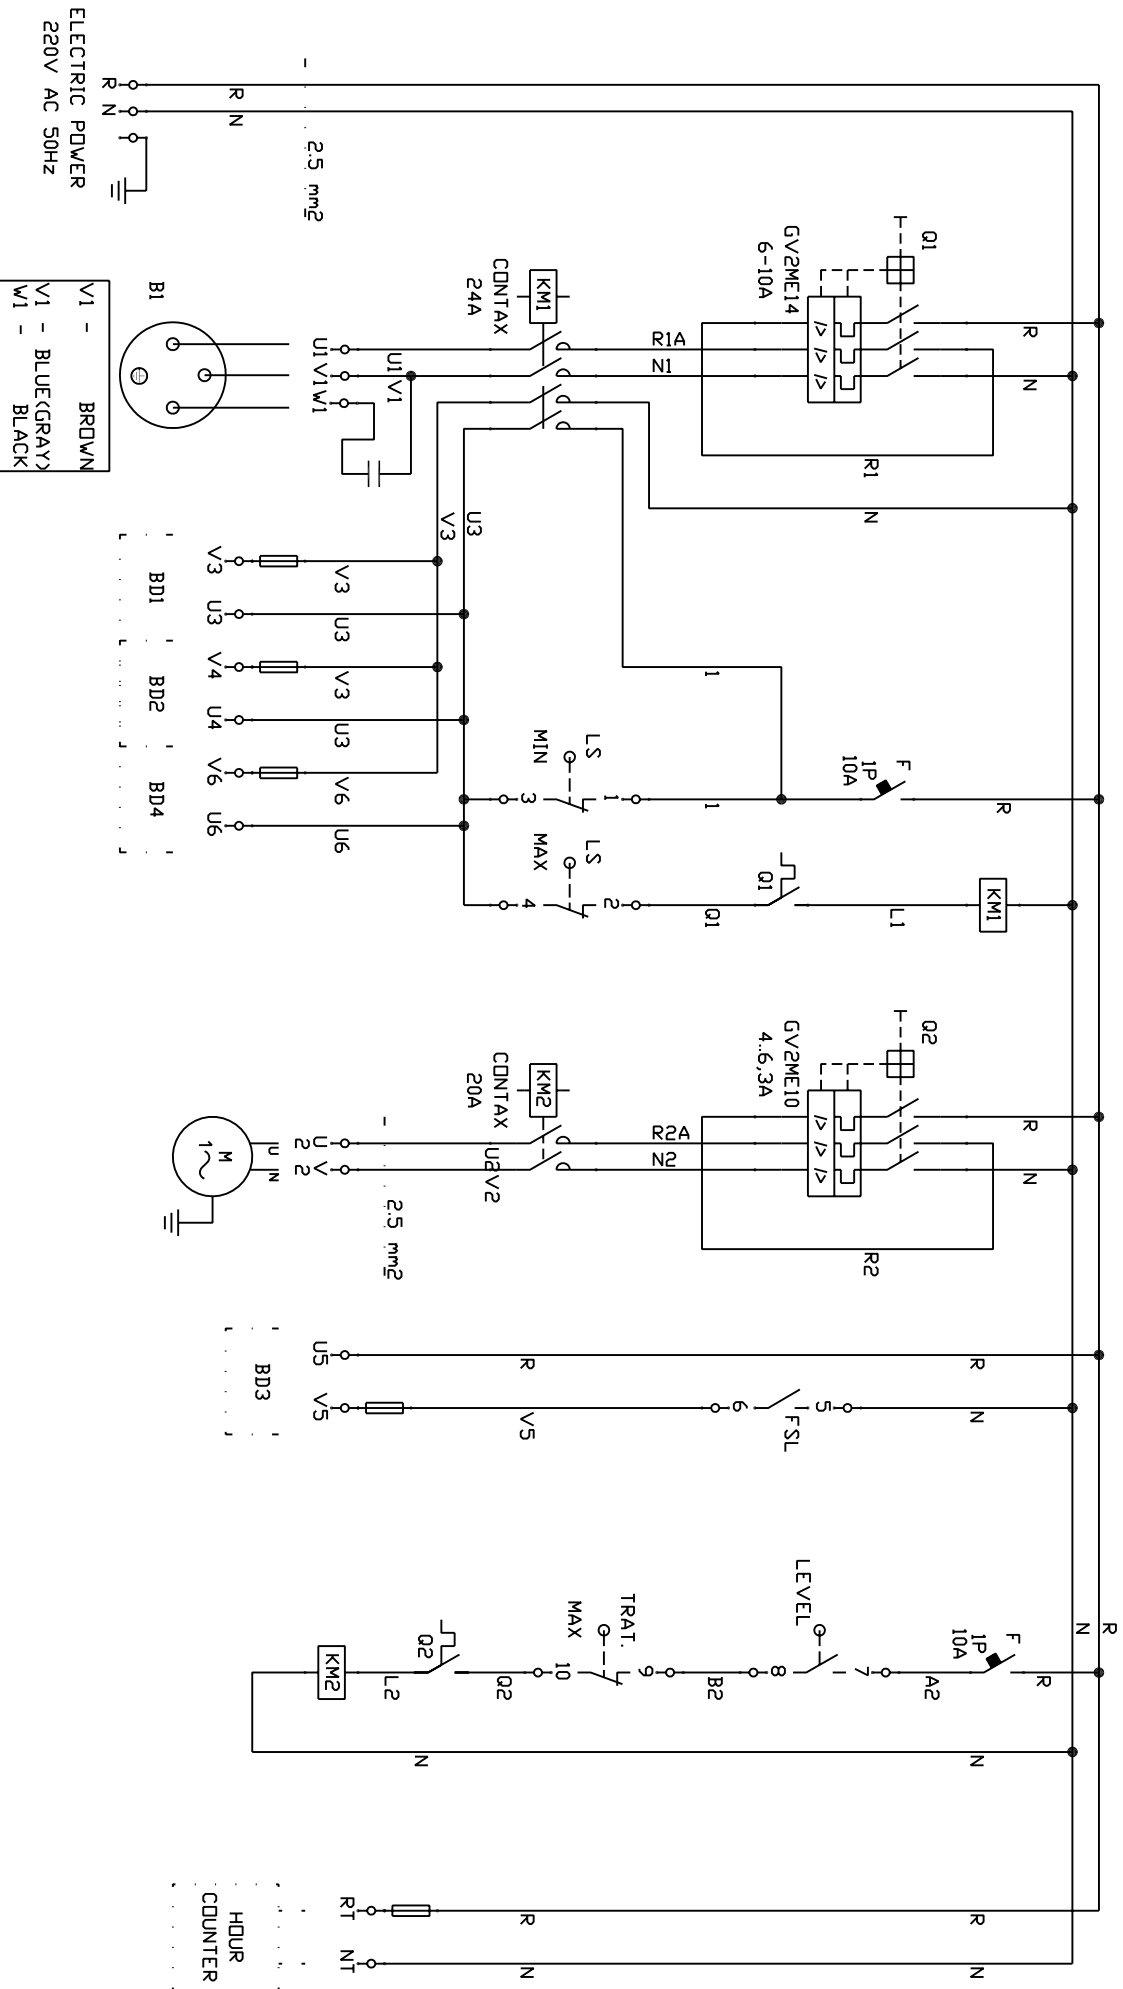 ELECTRIC POWER
220V AC 50Hz
R
N
R
N
2.5 mm2
Q1
GV2ME14
6-10A
R
N
R1A
N1
R1
N
KM1
CONTAX
24A
U1
V1
U1
V1
W1
B1
V1 - BROWN
V1 - BLUE(GRAY)
W1 - BLACK
U3
V3
V3
U3
V3
U3
V6
U6
V3
U3
V4
U4
V6
U6
BD1
BD2
BD4
1
1
F
1P
10A
R
LS
MIN
1
3
LS
MAX
2
4
Q1
Q1
L1
KM1
Q2
GV2ME10
4..6,3A
R
N
R2A
N2
R2
KM2
CONTAX
20A
U2
V2
2.5 mm2
U2
V2
U
N
M
1~
R
N
R
V5
FSL
5
6
U5
V5
BD3
R
N
F
1P
10A
R
A2
LEVEL
7
8
B2
TRAT.
MAX
9
10
Q2
Q2
L2
KM2
N
N
R
N
R
N
RT
NT
HOUR
COUNTER